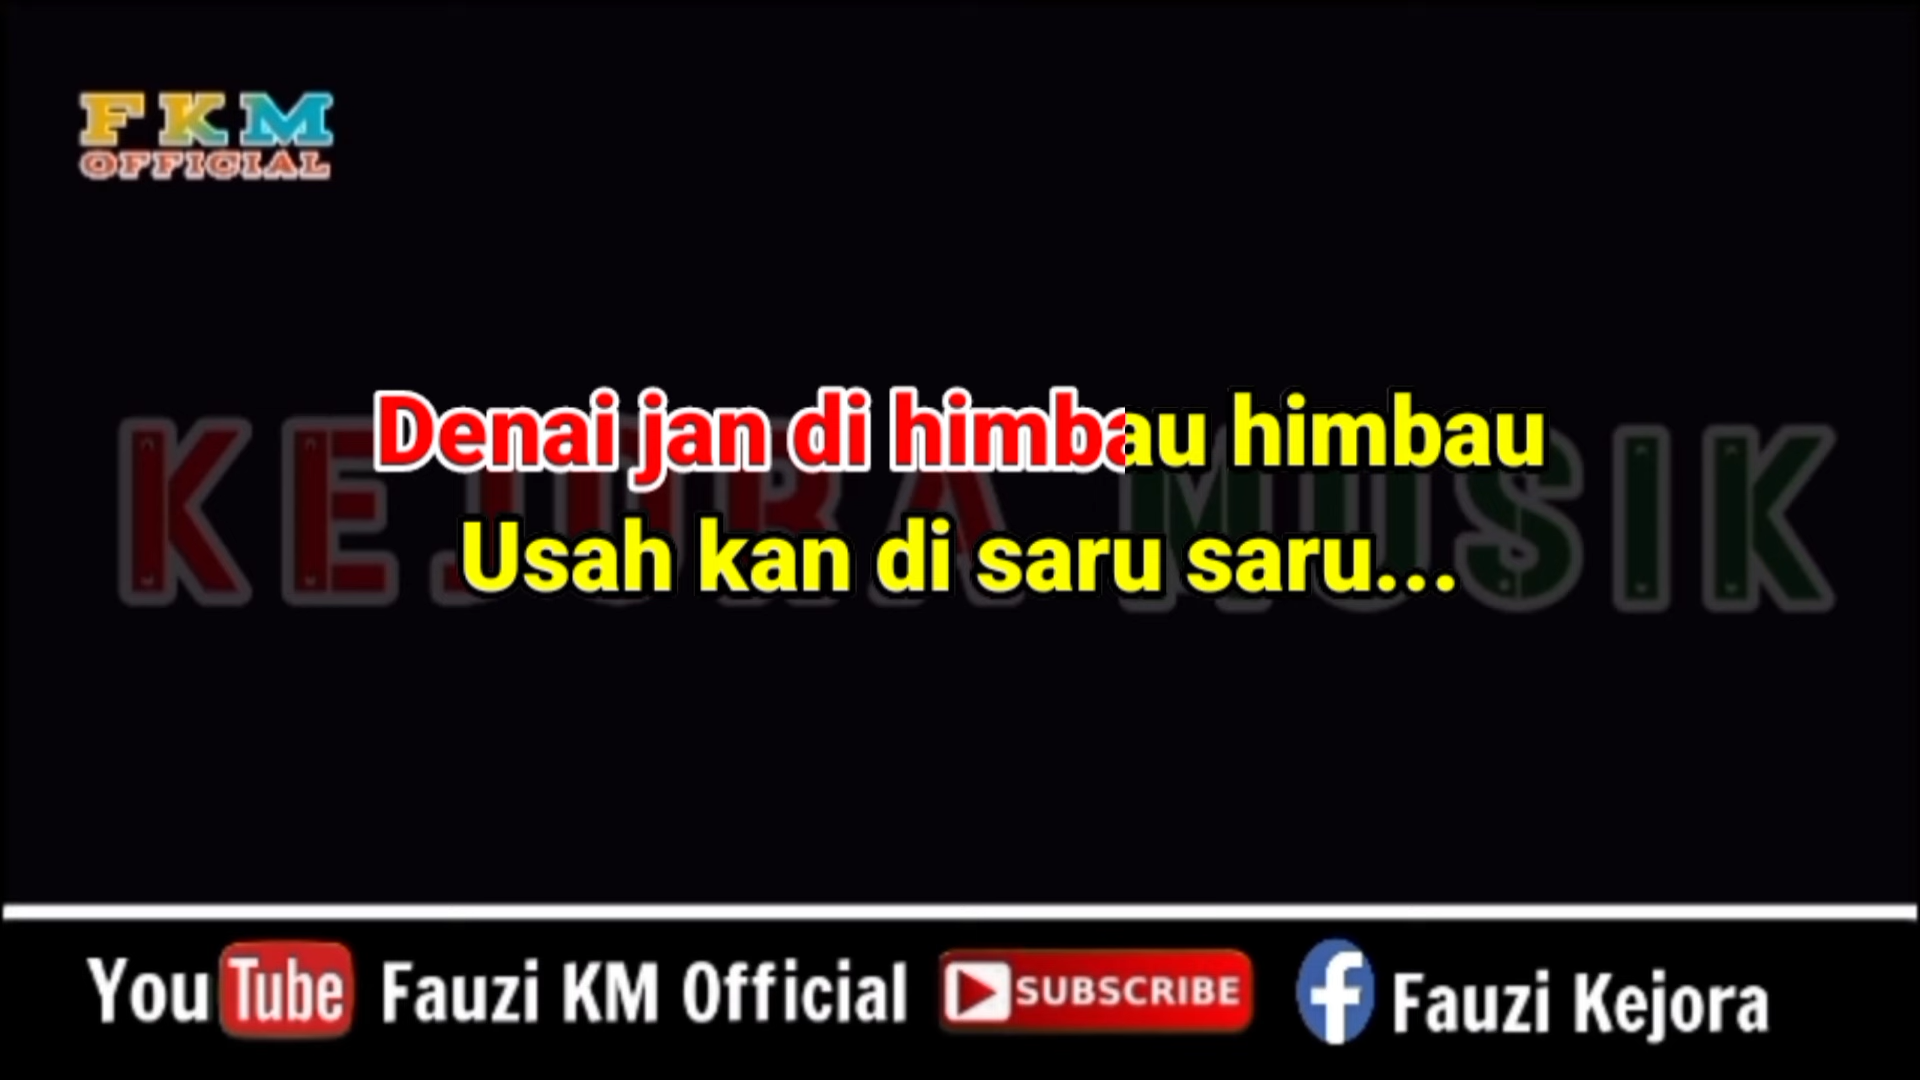 FKM
OFFICIAL
KEJORA MUSIK
Denai jan di himbau himbau
Usah kan di saru saru...
YouTube Fauzi KM Official SUBSCRIBE f Fauzi Kejora